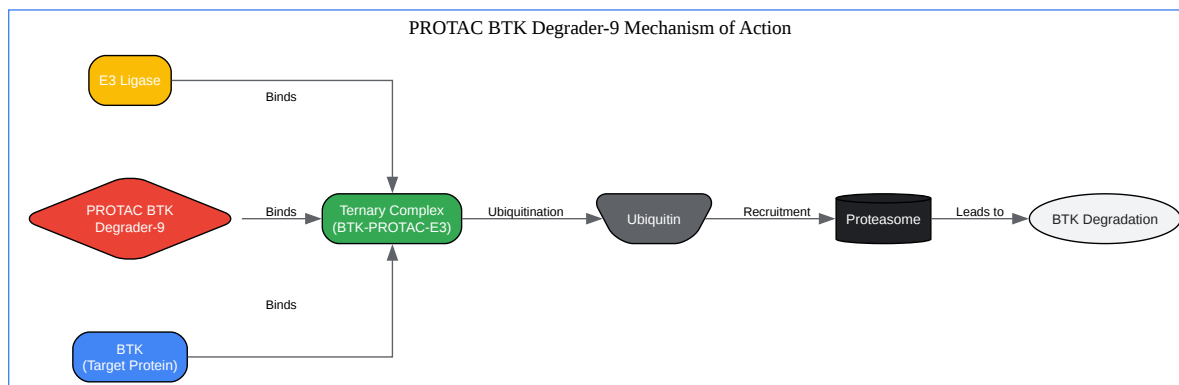 PROTAC BTK Degrader-9 Mechanism of Action
E3 Ligase
Binds
PROTAC BTK
Degrader-9
Binds
Ternary Complex
(BTK-PROTAC-E3)
Ubiquitination
Ubiquitin
Recruitment
Proteasome
Leads to
BTK Degradation
Binds
BTK
(Target Protein)